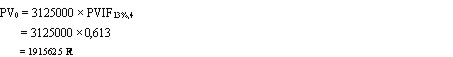 PV₀ = 3125000 × PVIF₁₃%,₄
= 3125000 ×0,613
= 1915625 R